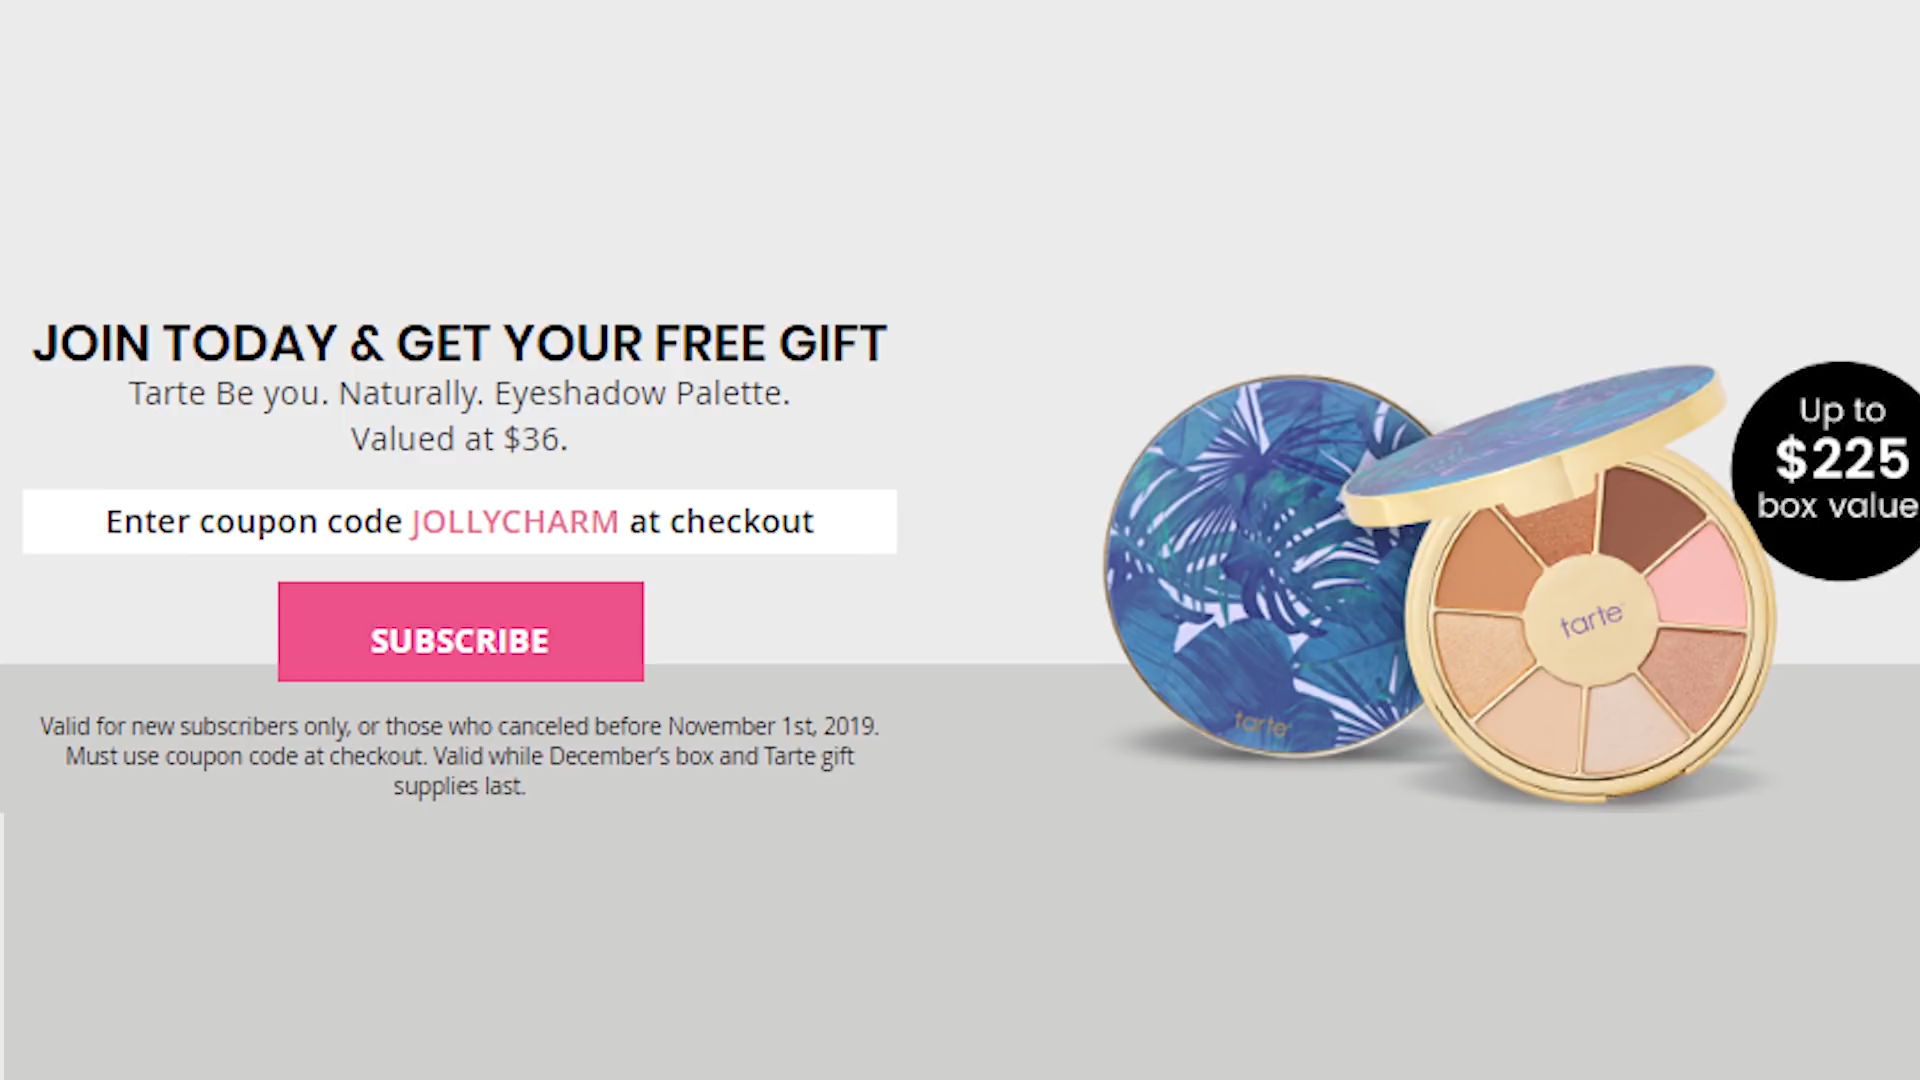 JOIN TODAY & GET YOUR FREE GIFT
Tarte Be you. Naturally. Eyeshadow Palette.
Valued at $36.
Enter coupon code JOLLYCHARM at checkout
SUBSCRIBE
Valid for new subscribers only, or those who canceled before November 1st, 2019.
Must use coupon code at checkout. Valid while December's box and Tarte gift
supplies last.
tarte
tarte
Up to
$225
box value